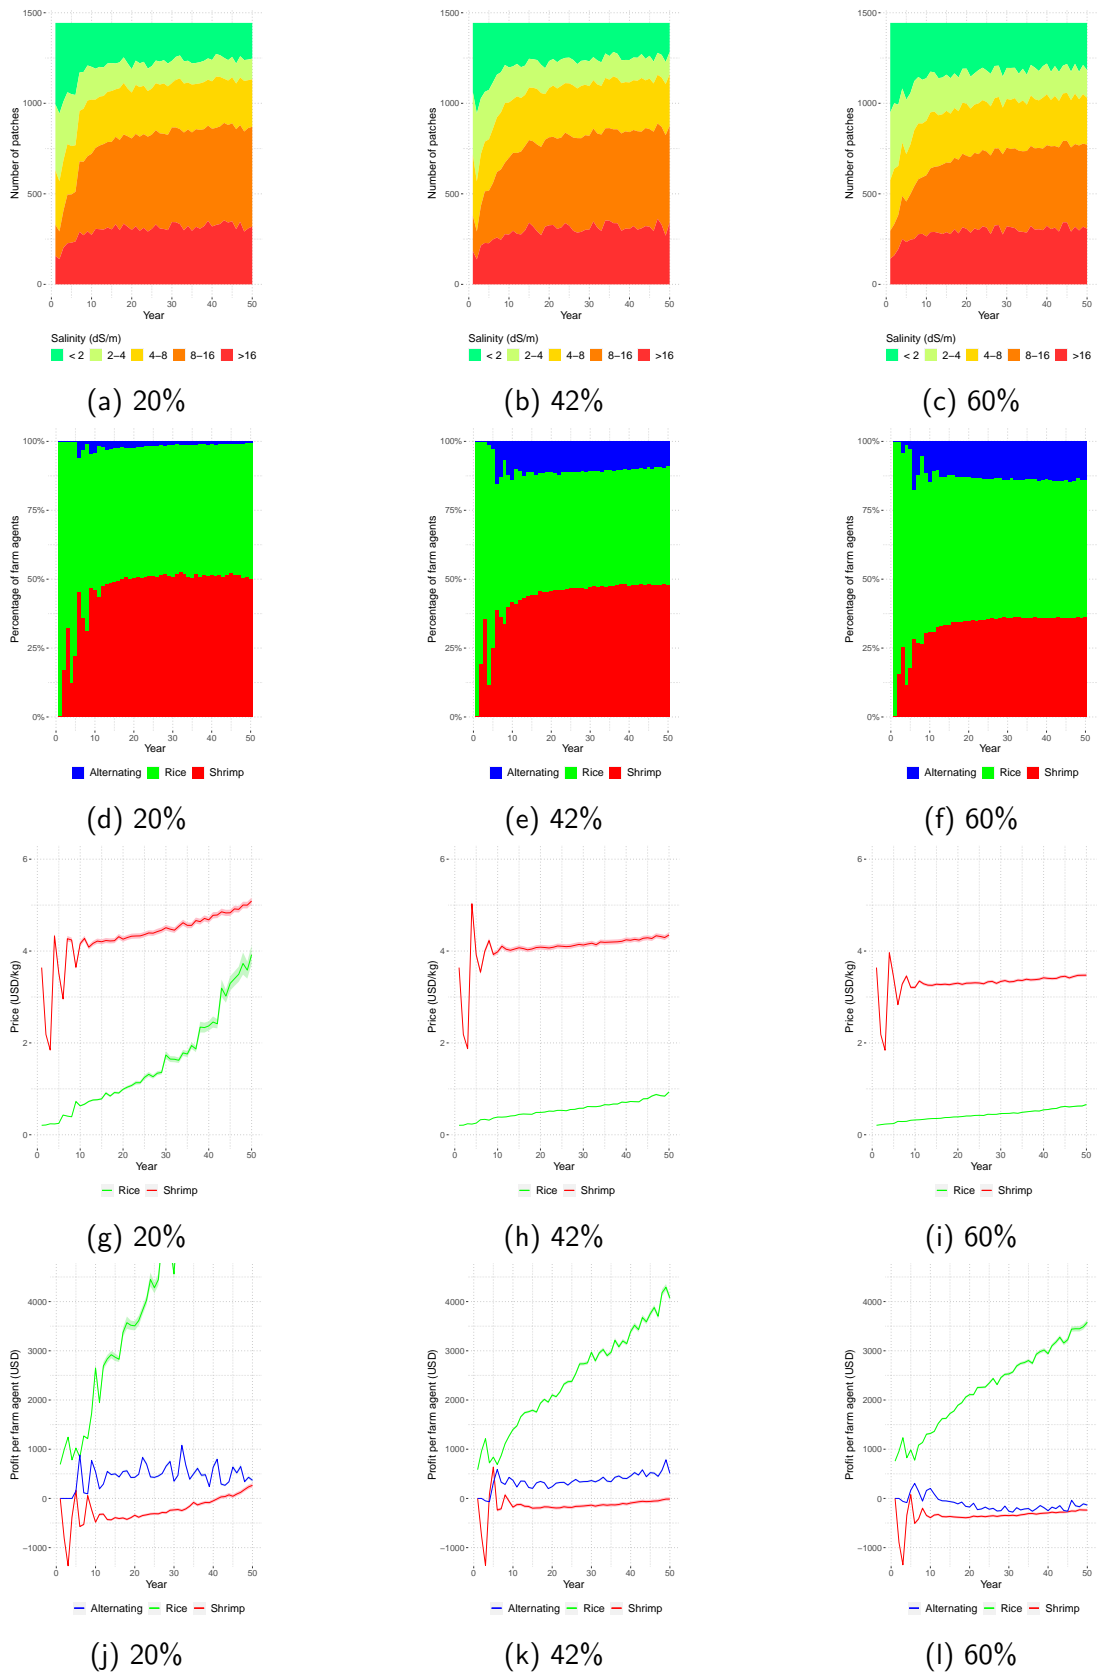 1500
1000
500
0
Number of patches
0 10 20 30 40 50
Year
Salinity (dS/m)
< 2 2−4 4−8 8−16 >16
(a) 20%
1500
1000
500
0
Number of patches
0 10 20 30 40 50
Year
Salinity (dS/m)
< 2 2−4 4−8 8−16 >16
(b) 42%
1500
1000
500
0
Number of patches
0 10 20 30 40 50
Year
Salinity (dS/m)
< 2 2−4 4−8 8−16 >16
(c) 60%
100%
75%
50%
25%
0%
Percentage of farm agents
0 10 20 30 40 50
Year
Alternating Rice Shrimp
(d) 20%
100%
75%
50%
25%
0%
Percentage of farm agents
0 10 20 30 40 50
Year
Alternating Rice Shrimp
(e) 42%
100%
75%
50%
25%
0%
Percentage of farm agents
0 10 20 30 40 50
Year
Alternating Rice Shrimp
(f) 60%
6
4
2
0
Price (USD/kg)
0 10 20 30 40 50
Year
Rice Shrimp
(g) 20%
6
4
2
0
Price (USD/kg)
0 10 20 30 40 50
Year
Rice Shrimp
(h) 42%
6
4
2
0
Price (USD/kg)
0 10 20 30 40 50
Year
Rice Shrimp
(i) 60%
4000
3000
2000
1000
0
−1000
Profit per farm agent (USD)
0 10 20 30 40 50
Year
Alternating Rice Shrimp
(j) 20%
4000
3000
2000
1000
0
−1000
Profit per farm agent (USD)
0 10 20 30 40 50
Year
Alternating Rice Shrimp
(k) 42%
4000
3000
2000
1000
0
−1000
Profit per farm agent (USD)
0 10 20 30 40 50
Year
Alternating Rice Shrimp
(l) 60%